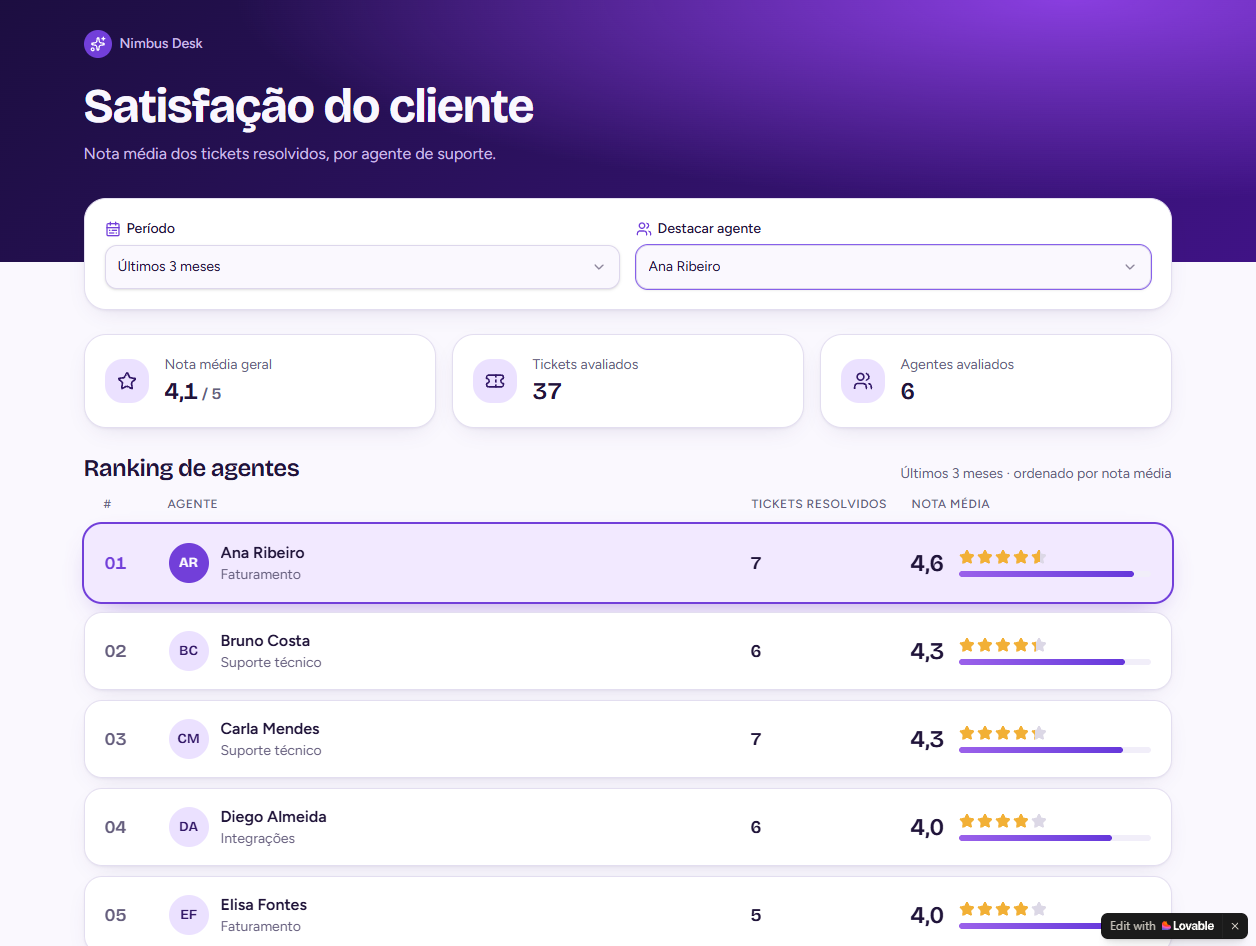 Nimbus Desk
Satisfação do cliente
Nota média dos tickets resolvidos, por agente de suporte.
Período
Destacar agente
Últimos 3 meses
Ana Ribeiro
Nota média geral
4,1 / 5
Tickets avaliados
37
Agentes avaliados
6
Ranking de agentes
Últimos 3 meses · ordenado por nota média
# AGENTE TICKETS RESOLVIDOS NOTA MÉDIA
01 AR Ana Ribeiro 7 4,6
Faturamento
02 BC Bruno Costa 6 4,3
Suporte técnico
03 CM Carla Mendes 7 4,3
Suporte técnico
04 DA Diego Almeida 6 4,0
Integrações
05 EF Elisa Fontes 5 4,0
Faturamento
Edit with Lovable ×